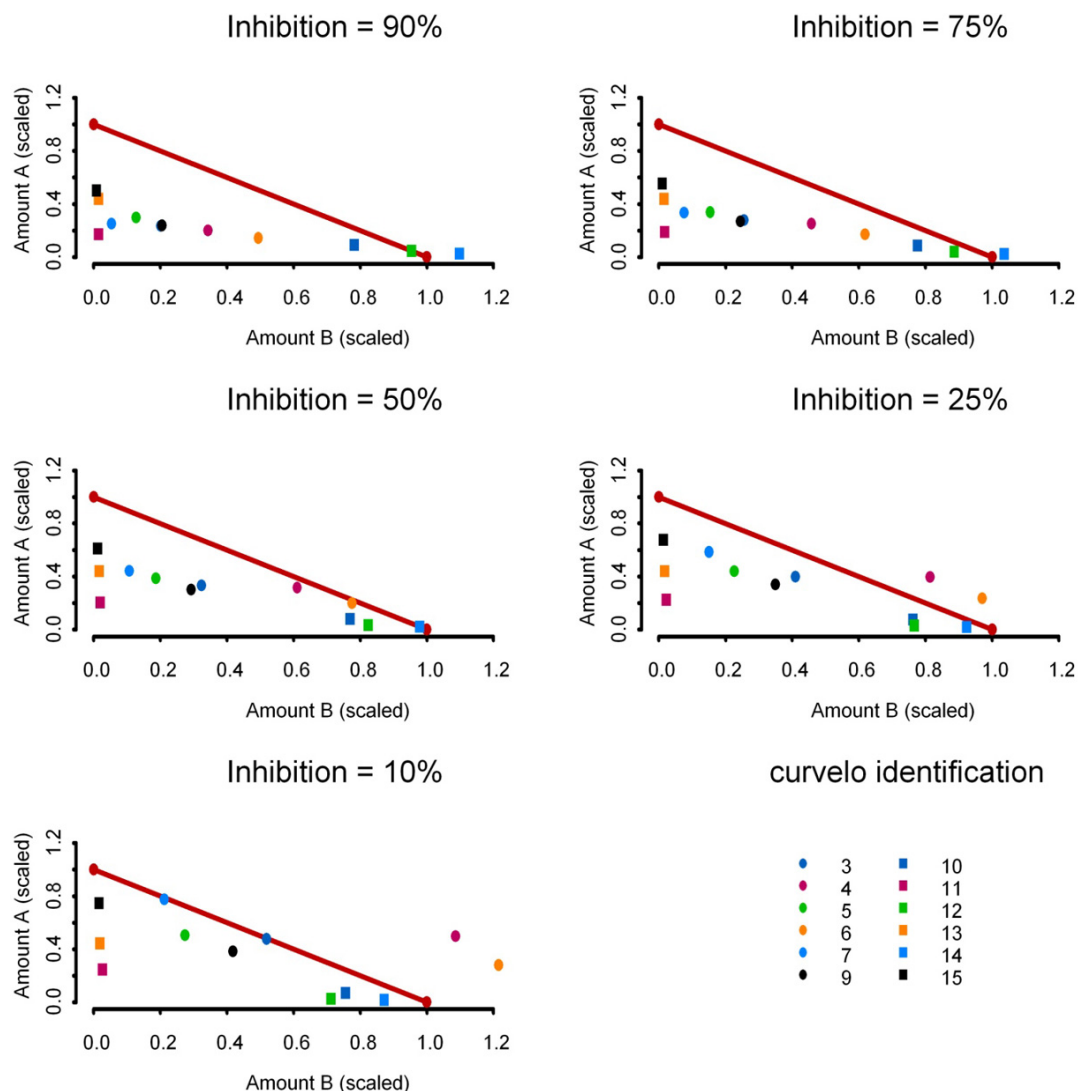 Inhibition = 90%
1.2
0.8
0.4
0.0
Amount A (scaled)
0.0 0.2 0.4 0.6 0.8 1.0 1.2
Amount B (scaled)
Inhibition = 75%
1.2
0.8
0.4
0.0
Amount A (scaled)
0.0 0.2 0.4 0.6 0.8 1.0 1.2
Amount B (scaled)
Inhibition = 50%
1.2
0.8
0.4
0.0
Amount A (scaled)
0.0 0.2 0.4 0.6 0.8 1.0 1.2
Amount B (scaled)
Inhibition = 25%
1.2
0.8
0.4
0.0
Amount A (scaled)
0.0 0.2 0.4 0.6 0.8 1.0 1.2
Amount B (scaled)
Inhibition = 10%
1.2
0.8
0.4
0.0
Amount A (scaled)
0.0 0.2 0.4 0.6 0.8 1.0 1.2
Amount B (scaled)
curvelo identification
3 10
4 11
5 12
6 13
7 14
9 15